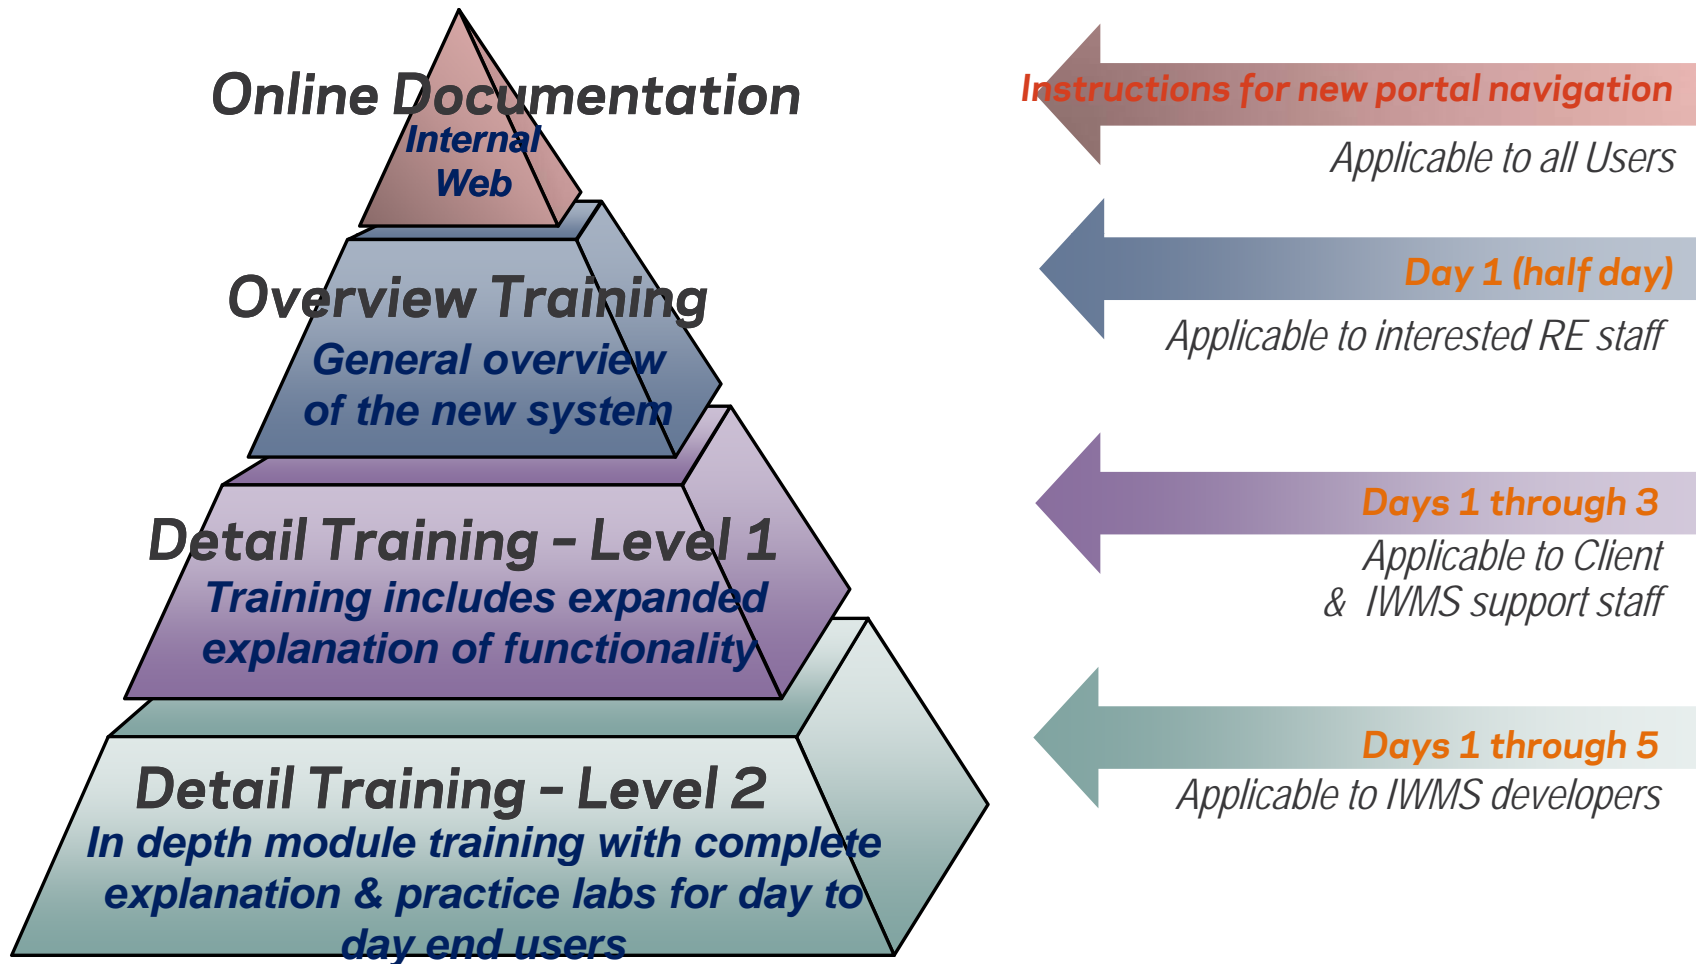 Online Documentation
Internal
Web
Instructions for new portal navigation
Applicable to all Users
Overview Training
General overview
of the new system
Day 1 (half day)
Applicable to interested RE staff
Detail Training – Level 1
Training includes expanded
explanation of functionality
Days 1 through 3
Applicable to Client
& IWMS support staff
Detail Training – Level 2
In depth module training with complete
explanation & practice labs for day to
day end users
Days 1 through 5
Applicable to IWMS developers